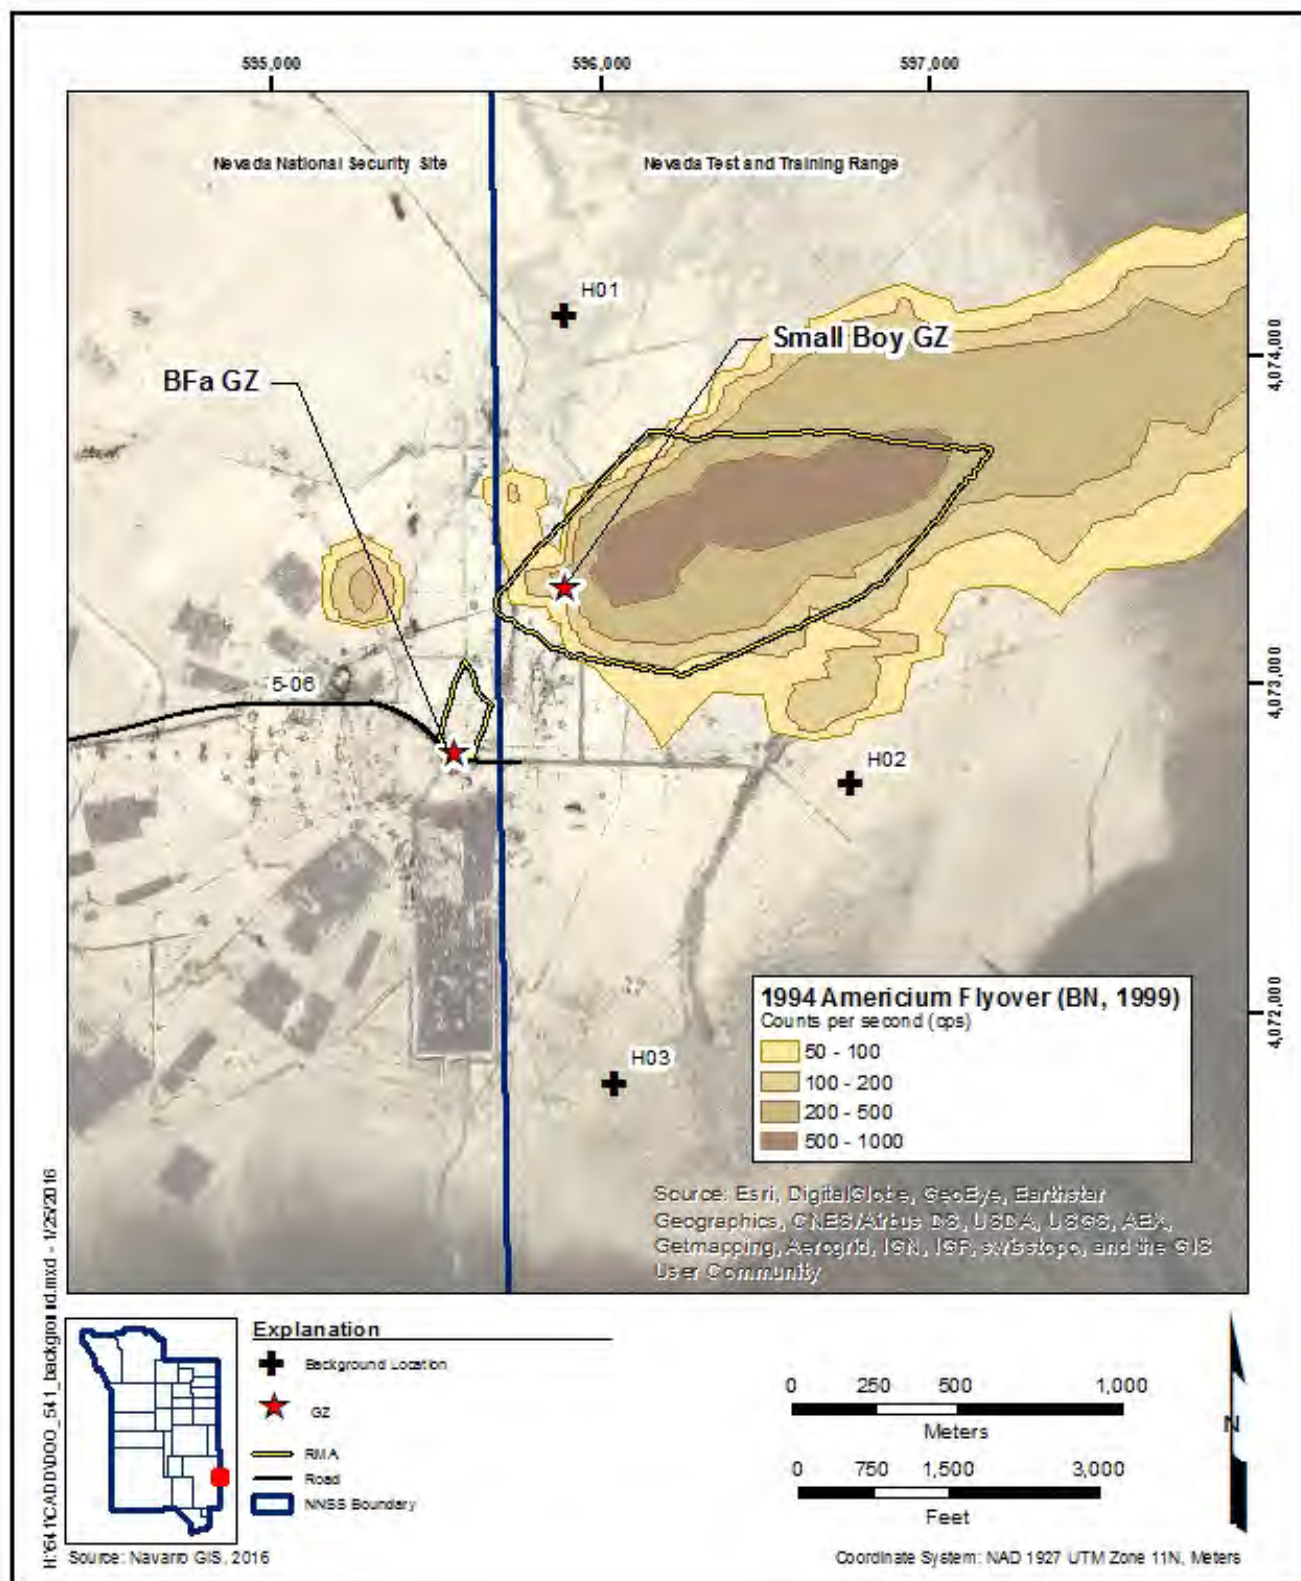 595,000
596,000
597,000
Nevada National Security Site
Nevada Test and Training Range
H01
Small Boy GZ
4,074,000
BFa GZ
5-06
4,073,000
H02
4,072,000
H03
1994 Americium Flyover (BN, 1999)
Counts per second (cps)
50 - 100
100 - 200
200 - 500
500 - 1000
Source: Esri, DigitalGlobe, GeoEye, Earthstar
Geographics, CNES/Airbus DS, USDA, USGS, AEX,
Getmapping, Aerogrid, IGN, IGP, swisstopo, and the GIS
User Community
1/25/2016
Explanation
Background Location
GZ
RMA
Road
NNSS Boundary
0 250 500 1,000
Meters
0 750 1,500 3,000
Feet
N
Source: Navarro GIS, 2016
Coordinate System: NAD 1927 UTM Zone 11N, Meters